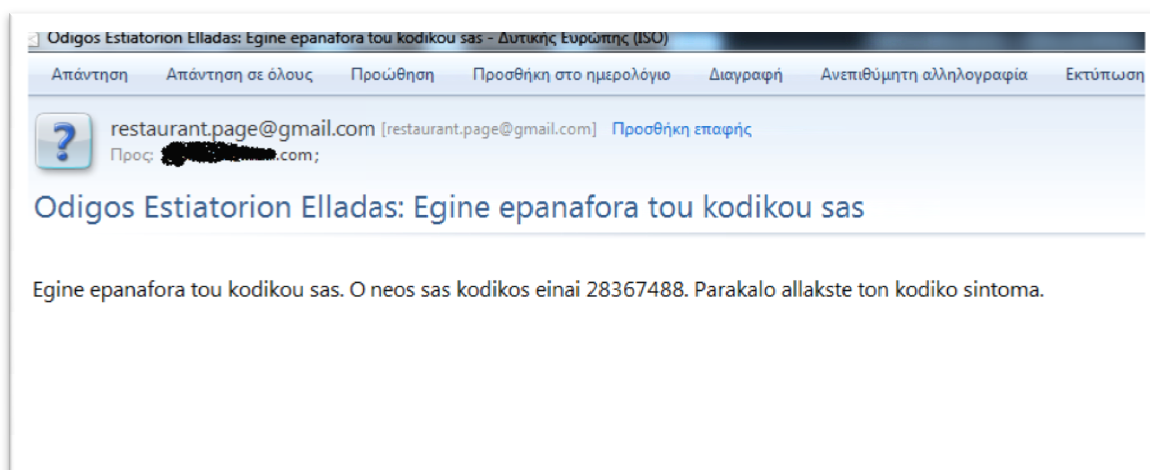 Odigos Estiatorion Elladas: Egine epanafora tou kodikou sas - Δυτικής Ευρώπης (ISO)
Απάντηση Απάντηση σε όλους Προώθηση Προσθήκη στο ημερολόγιο Διαγραφή Ανεπιθύμητη αλληλογραφία Εκτύπωση
restaurant.page@gmail.com [restaurant.page@gmail.com] Προσθήκη επαφής
Προς: .com;
Odigos Estiatorion Elladas: Egine epanafora tou kodikou sas
Egine epanafora tou kodikou sas. O neos sas kodikos einai 28367488. Parakalo allakste ton kodiko sintoma.